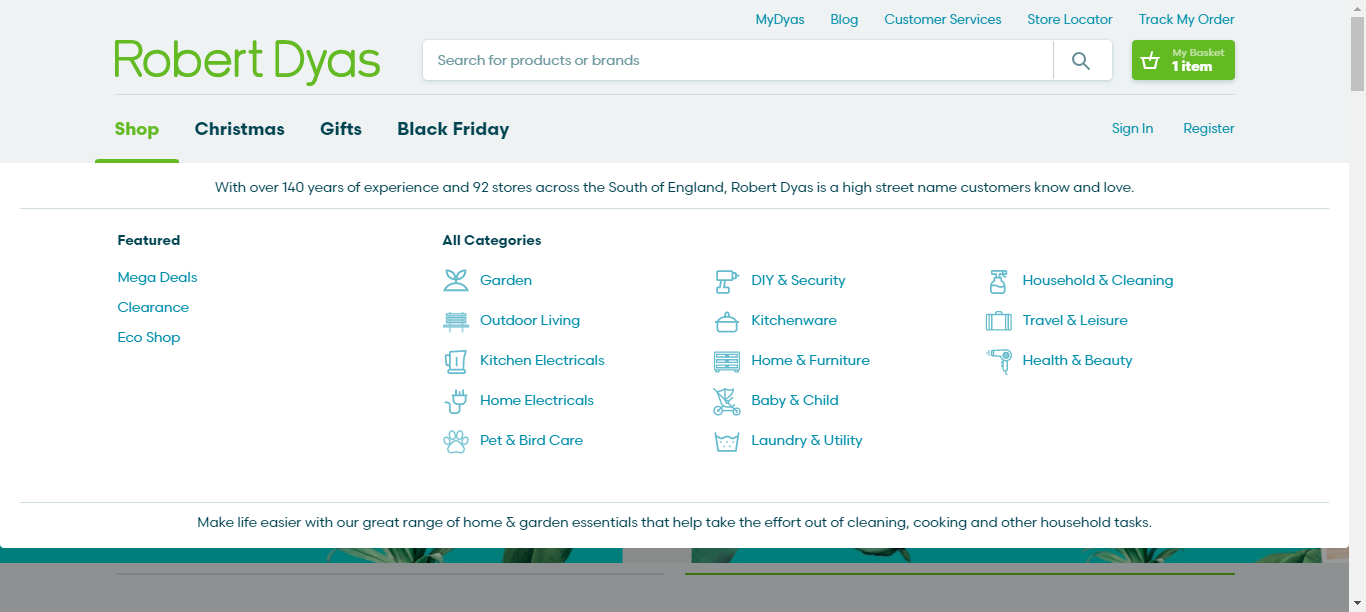 MyDyas Blog Customer Services Store Locator Track My Order
Robert Dyas
Search for products or brands
My Basket
1 item
Shop Christmas Gifts Black Friday
Sign In Register
With over 140 years of experience and 92 stores across the South of England, Robert Dyas is a high street name customers know and love.
Featured
Mega Deals
Clearance
Eco Shop
All Categories
Garden
Outdoor Living
Kitchen Electricals
Home Electricals
Pet & Bird Care
DIY & Security
Kitchenware
Home & Furniture
Baby & Child
Laundry & Utility
Household & Cleaning
Travel & Leisure
Health & Beauty
Make life easier with our great range of home & garden essentials that help take the effort out of cleaning, cooking and other household tasks.